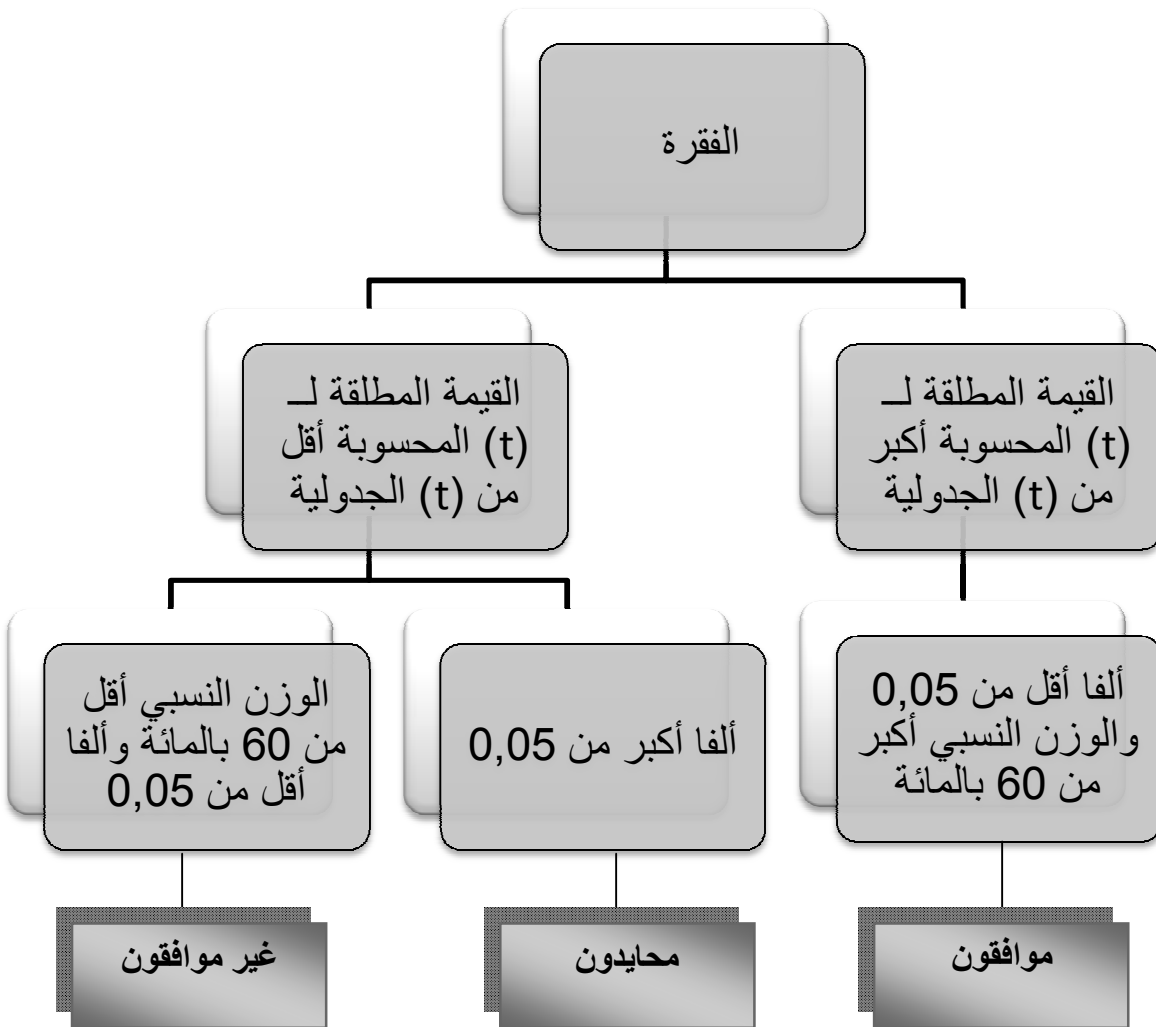 الفقرة
القيمة المطلقة لــ
(t) المحسوبة أكبر
من (t) الجدولية
القيمة المطلقة لــ
(t) المحسوبة أقل
من (t) الجدولية
ألفا أقل من 0,05
والوزن النسبي أكبر
من 60 بالمائة
ألفا أكبر من 0,05
الوزن النسبي أقل
من 60 بالمائة وألفا
أقل من 0,05
موافقون
محايدون
غير موافقون